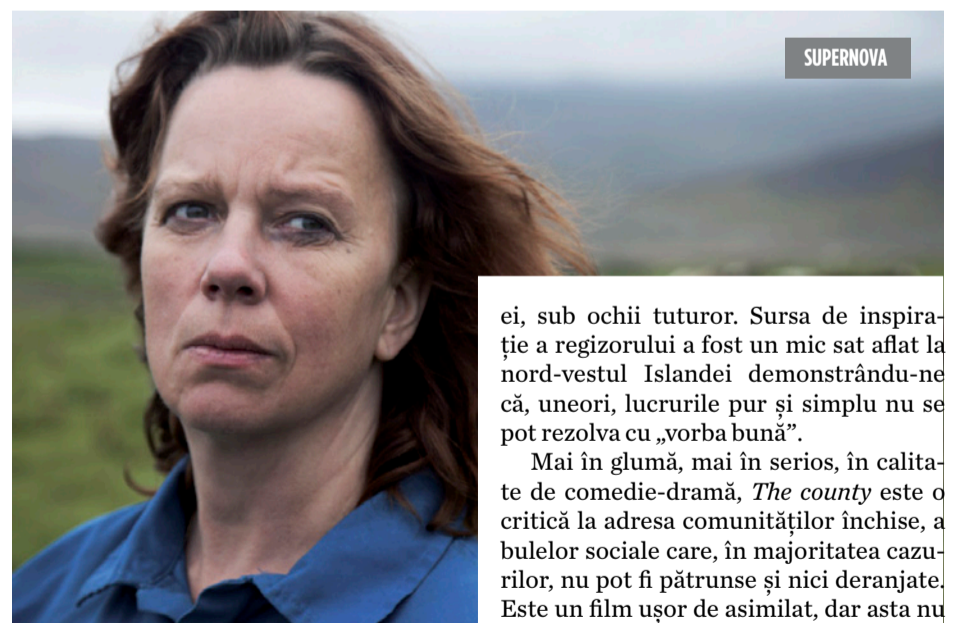 SUPERNOVA
ei, sub ochii tuturor. Sursa de inspira-
ție a regizorului a fost un mic sat aflat la
nord-vestul Islandei demonstrându-ne
că, uneori, lucrurile pur și simplu nu se
pot rezolva cu „vorba bună”.
Mai în glumă, mai în serios, în calita-
te de comedie-dramă, The county este o
critică la adresa comunităților închise, a
bulelor sociale care, în majoritatea cazu-
rilor, nu pot fi pătrunse și nici deranjate.
Este un film ușor de asimilat, dar asta nu